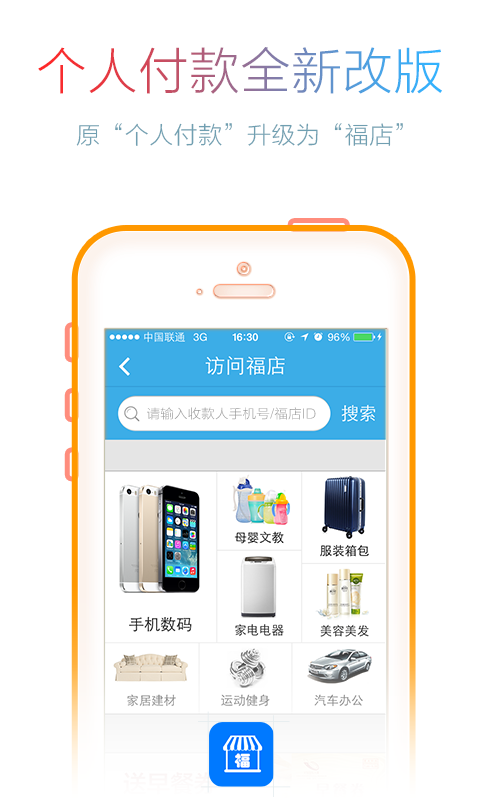 个人付款全新改版
原“个人付款”升级为“福店”
中国联通 3G 16:30 96%
访问福店
请输入收款人手机号/福店ID 搜索
母婴文教
服装箱包
手机数码
家电电器
美容美发
家居建材 运动健身 汽车办公
福